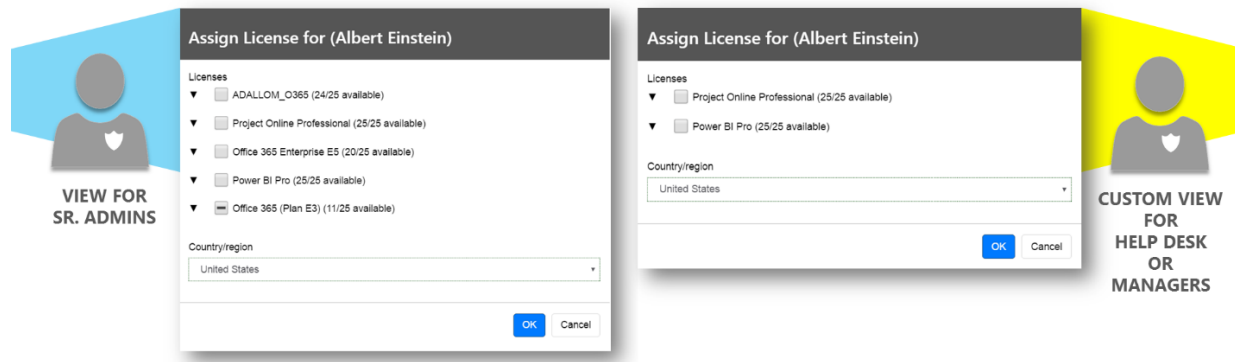 VIEW FOR
SR. ADMINS
Assign License for (Albert Einstein)
Licenses
ADALLOM_O365 (24/25 available)
Project Online Professional (25/25 available)
Office 365 Enterprise E5 (20/25 available)
Power BI Pro (25/25 available)
Office 365 (Plan E3) (11/25 available)
Country/region
United States
OK Cancel
Assign License for (Albert Einstein)
Licenses
Project Online Professional (25/25 available)
Power BI Pro (25/25 available)
Country/region
United States
OK Cancel
CUSTOM VIEW
FOR
HELP DESK
OR
MANAGERS